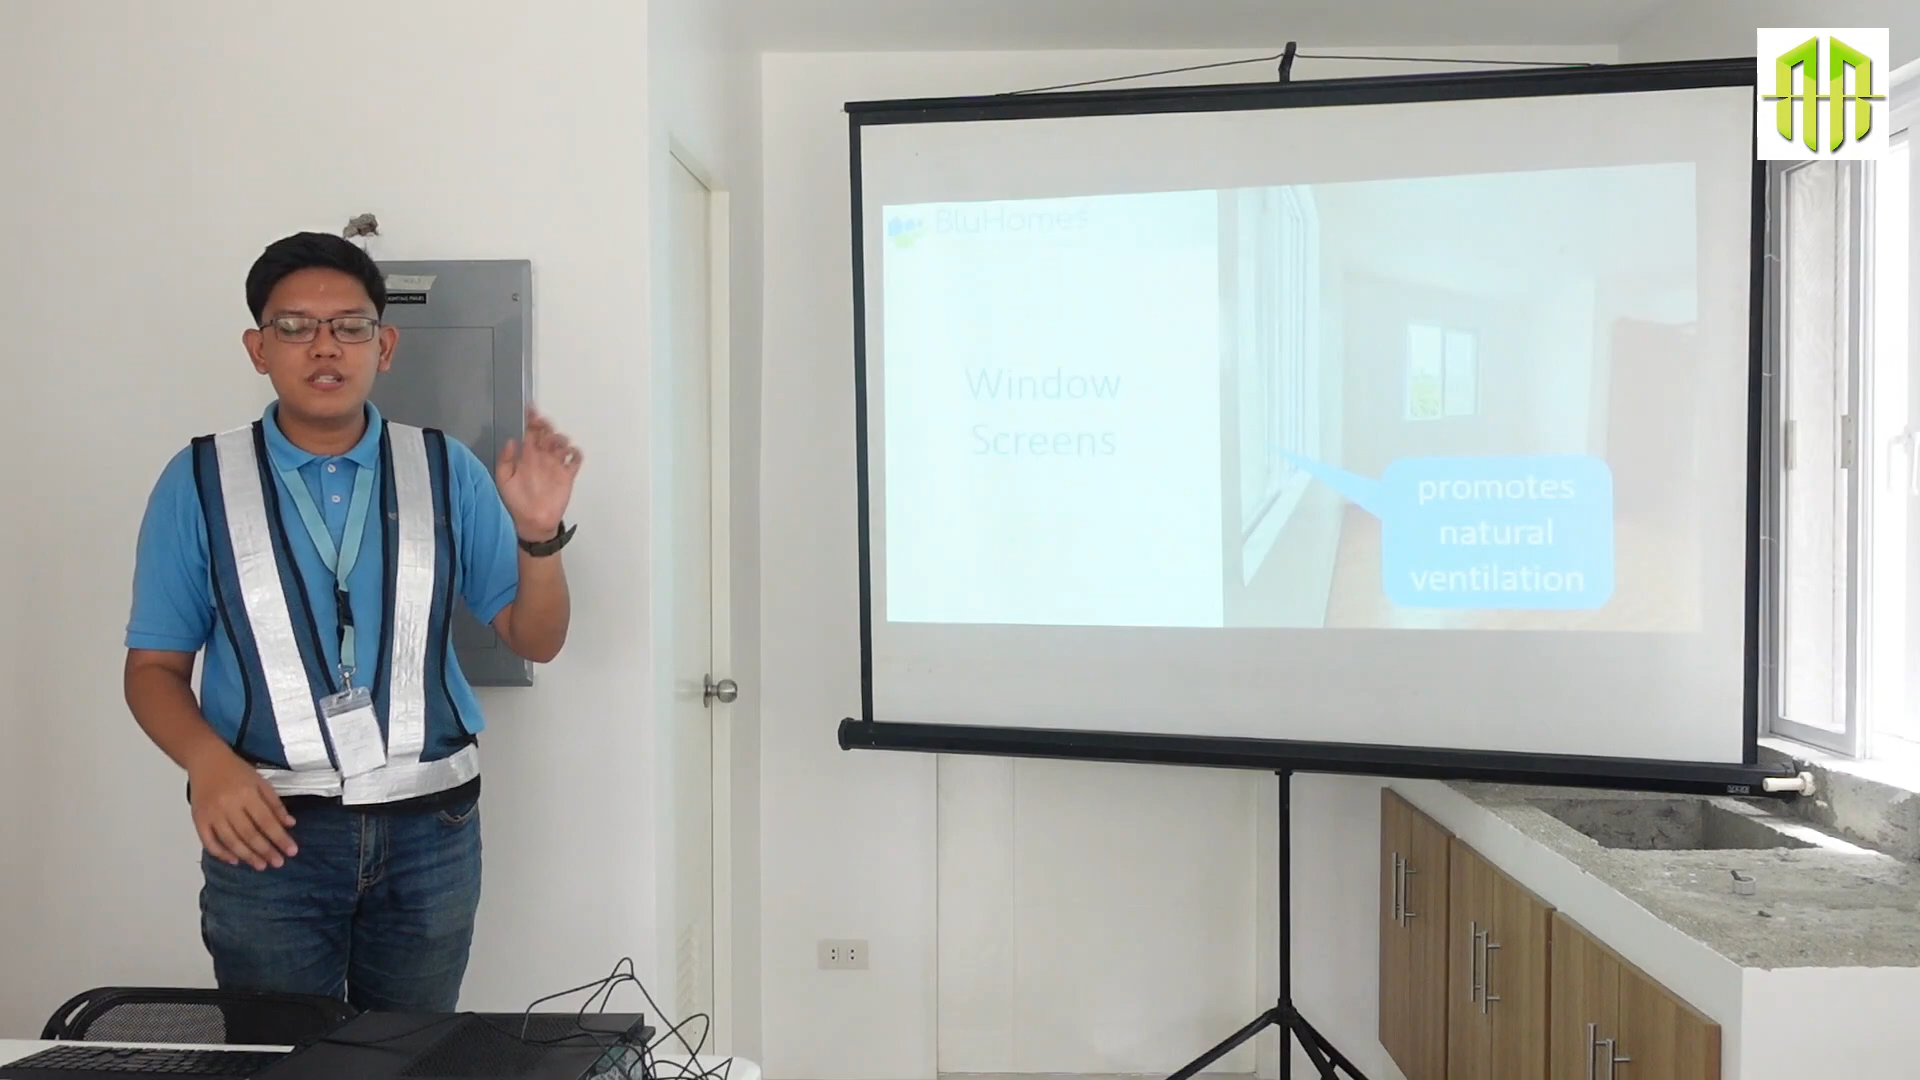 BluHomes
Window
Screens
promotes
natural
ventilation